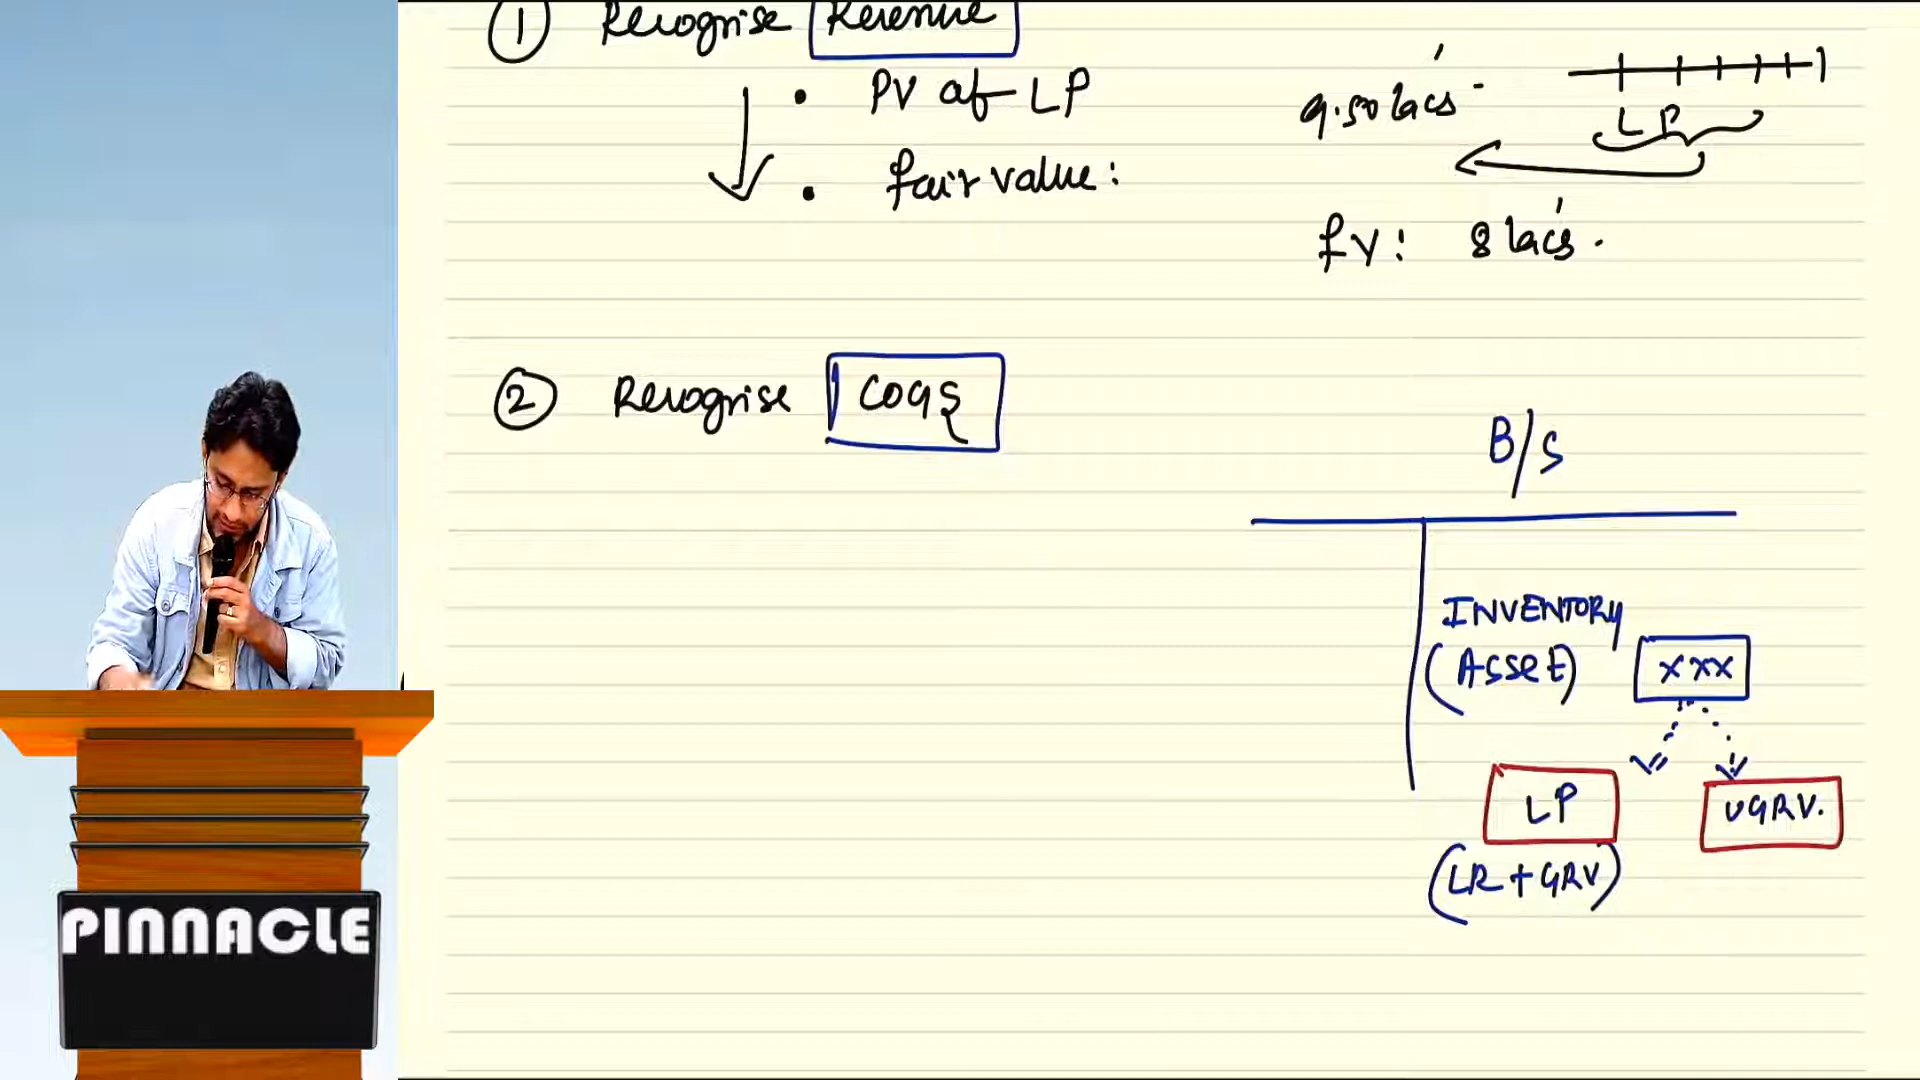 ① Recognise Revenue
• PV of LP
• fair value:
9.50 lacs
LP
FV: 8 lacs.
② Recognise COGS
B/S
INVENTORY
(Asset) xxx
LP UGRV.
(LR + GRV)
PINNACLE